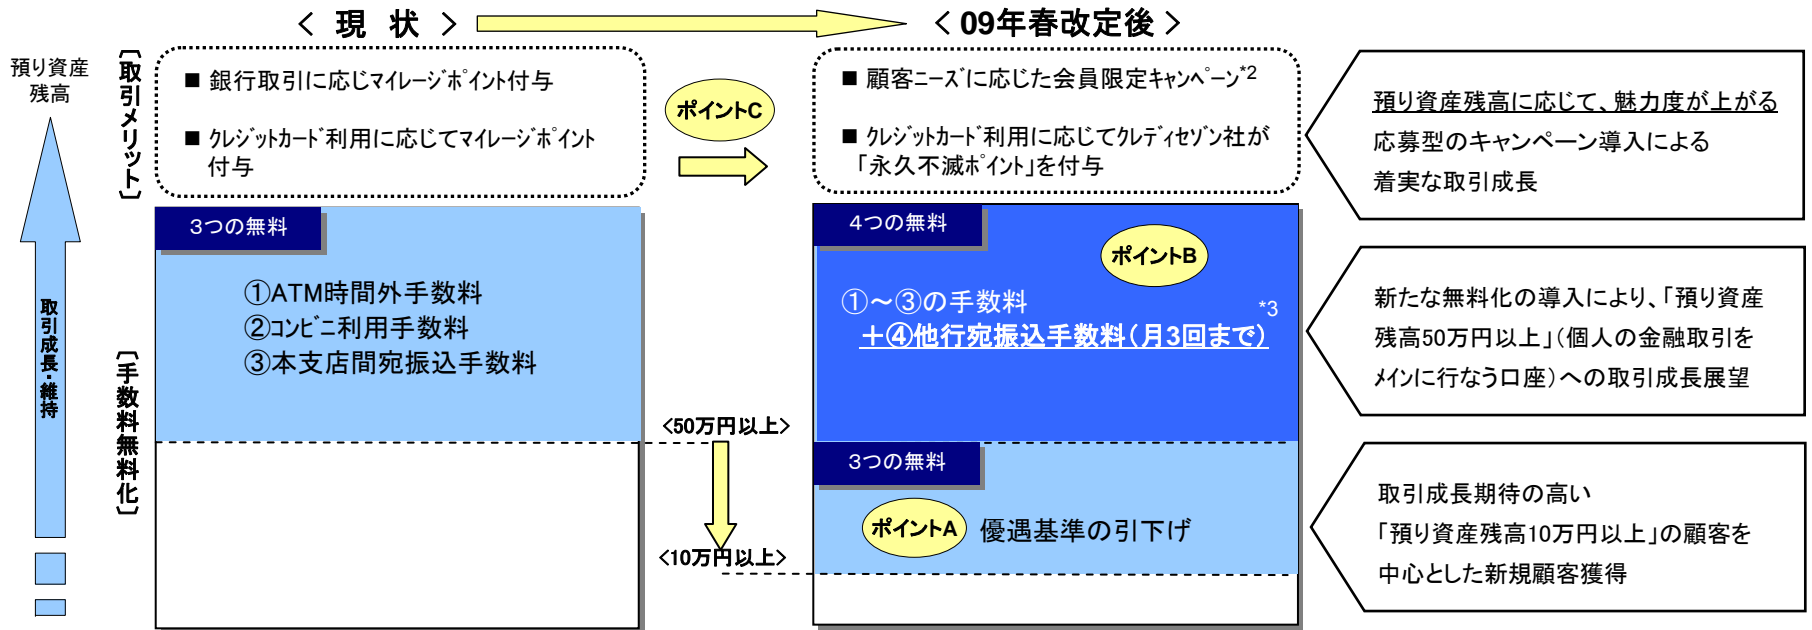 ＜ 現 状 ＞
＜ 09年春改定後 ＞
預り資産
残高
取引成長・維持
〔取引メリット〕
■ 銀行取引に応じマイレージポイント付与
■ クレジットカード利用に応じてマイレージポイント
付与
ポイントC
■ 顧客ニーズに応じた会員限定キャンペーン*2
■ クレジットカード利用に応じてクレディセゾン社が
「永久不滅ポイント」を付与
預り資産残高に応じて、魅力度が上がる
応募型のキャンペーン導入による
着実な取引成長
〔手数料無料化〕
3つの無料
①ATM時間外手数料
②コンビニ利用手数料
③本支店間宛振込手数料
<50万円以上>
<10万円以上>
4つの無料
ポイントB
①～③の手数料
*3
＋④他行宛振込手数料（月3回まで）
新たな無料化の導入により、「預り資産
残高50万円以上」（個人の金融取引を
メインに行なう口座）への取引成長展望
3つの無料
ポイントA
優遇基準の引下げ
取引成長期待の高い
「預り資産残高10万円以上」の顧客を
中心とした新規顧客獲得